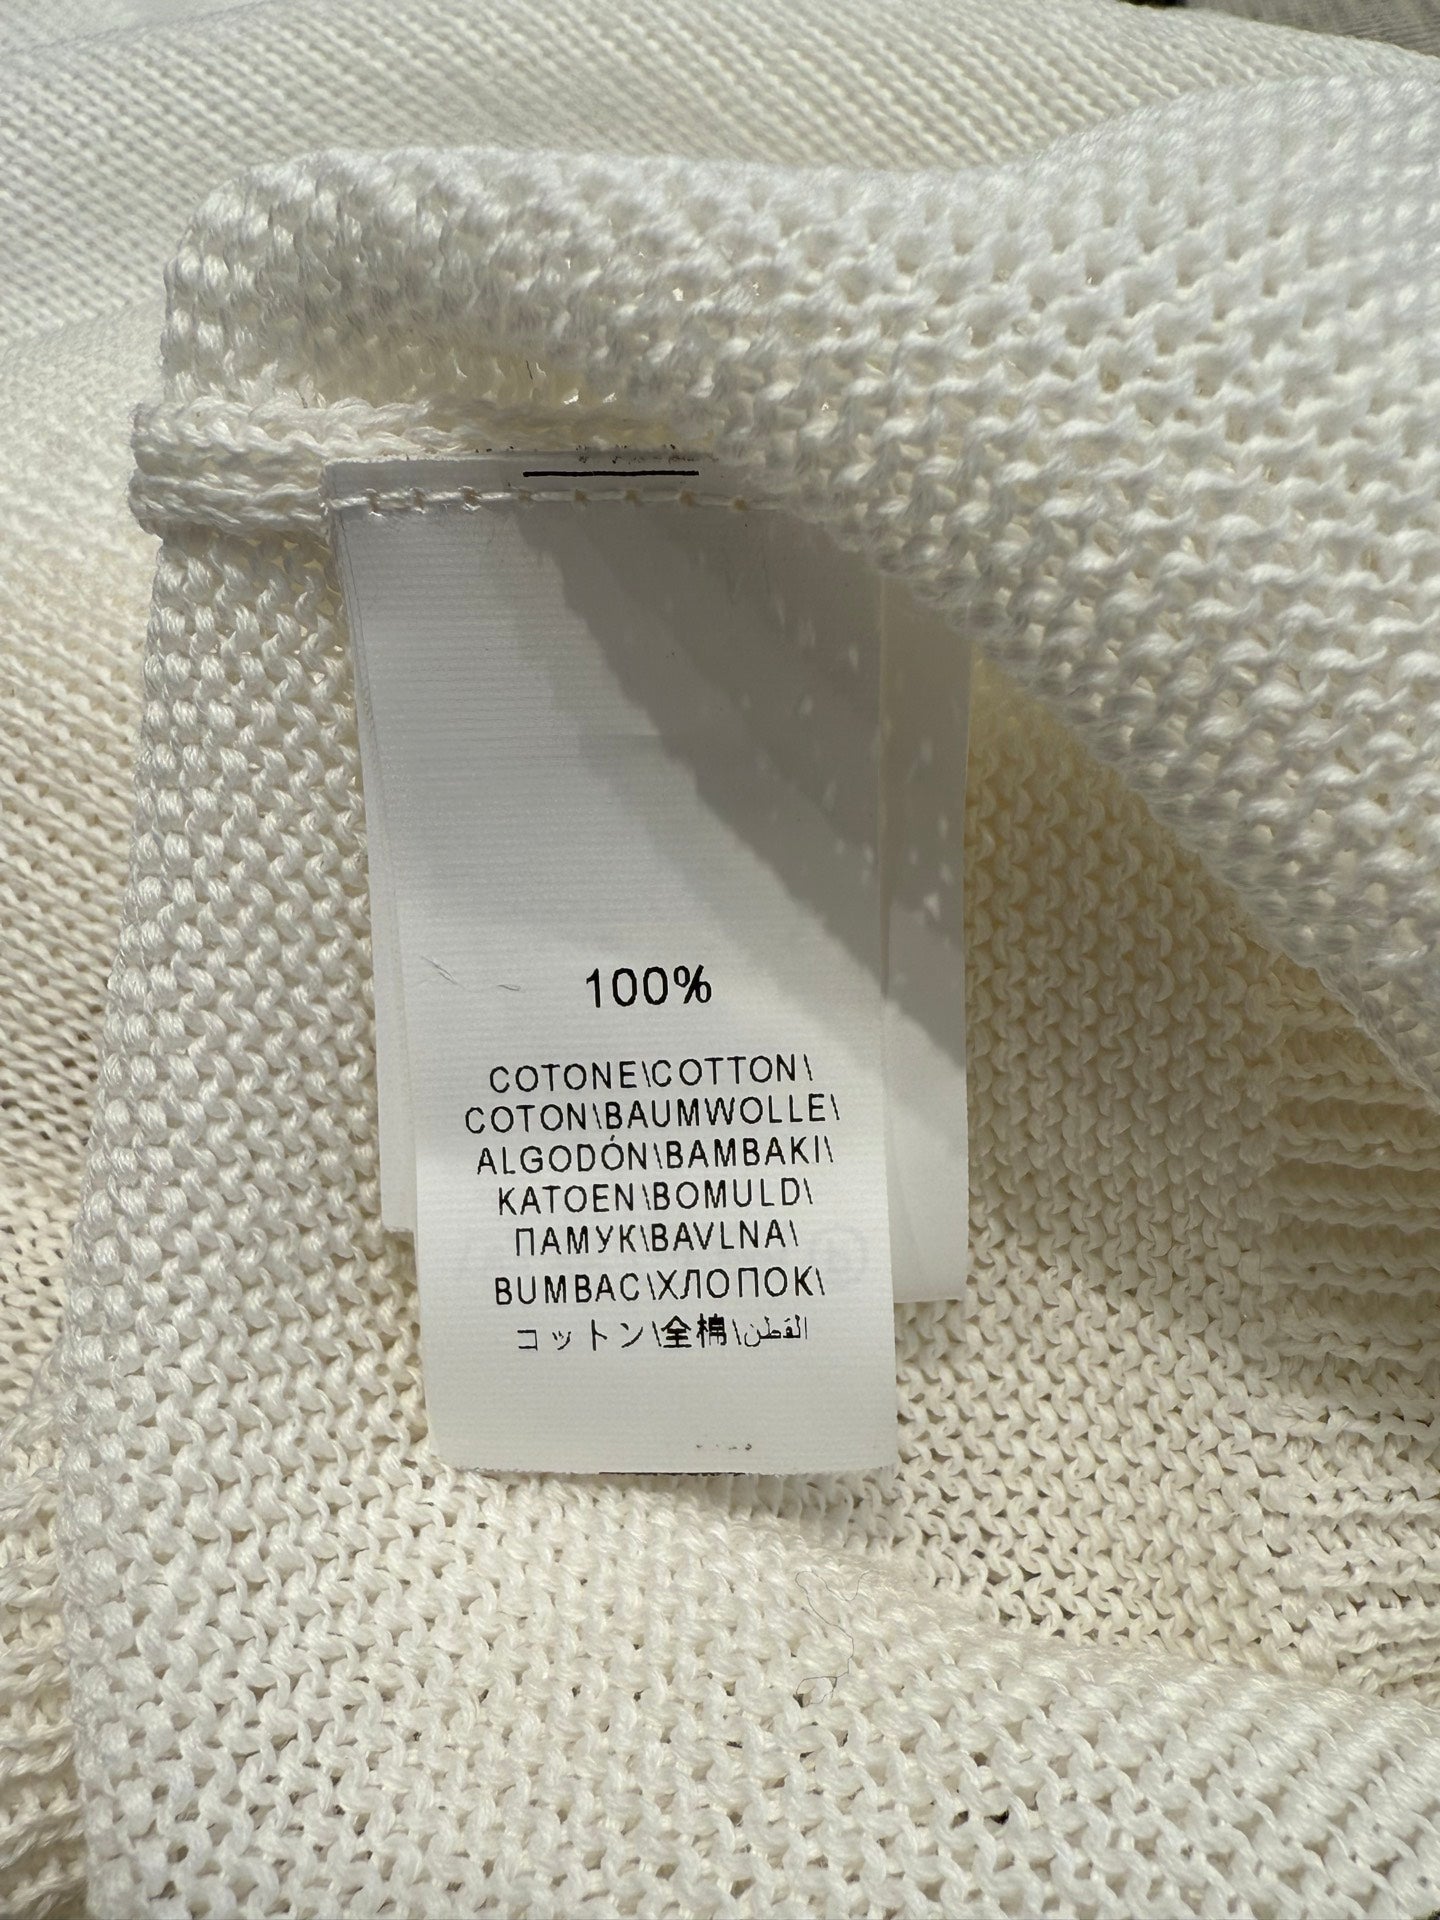 100%
COTONE\COTTON\
COTON\BAUMWOLLE\
ALGODÓN\BAMBAKI\
KATOEN\BOMULD\
ПАМУК\BAVLNA\
BUMBAC\ХЛОПОК\
コットン\全棉\القطن